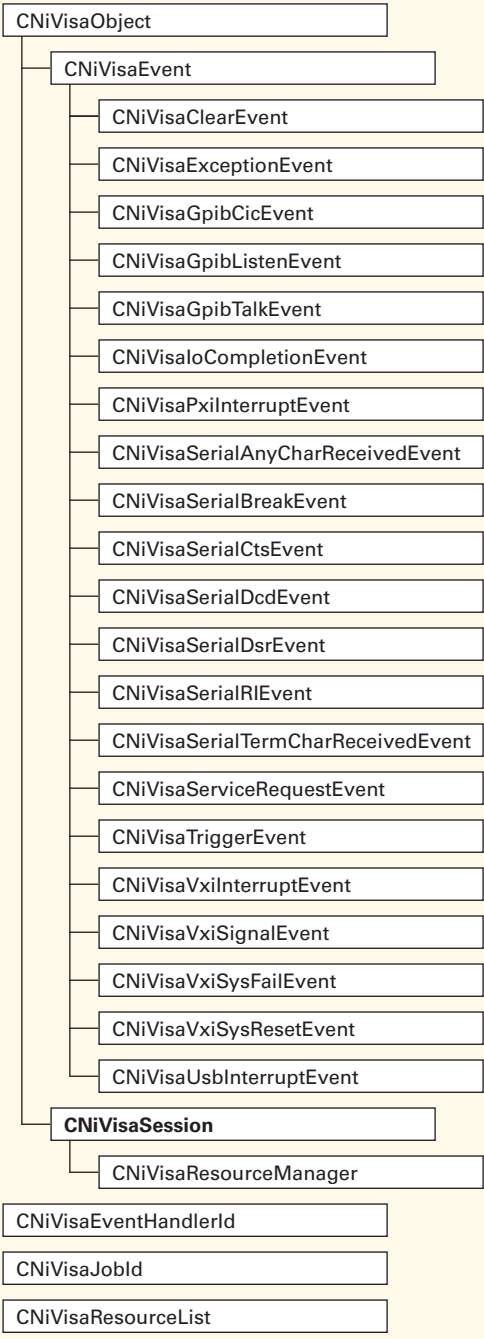 CNiVisaObject
CNiVisaEvent
CNiVisaClearEvent
CNiVisaExceptionEvent
CNiVisaGpibCicEvent
CNiVisaGpibListenEvent
CNiVisaGpibTalkEvent
CNiVisaIoCompletionEvent
CNiVisaPxiInterruptEvent
CNiVisaSerialAnyCharReceivedEvent
CNiVisaSerialBreakEvent
CNiVisaSerialCtsEvent
CNiVisaSerialDcdEvent
CNiVisaSerialDsrEvent
CNiVisaSerialRIEvent
CNiVisaSerialTermCharReceivedEvent
CNiVisaServiceRequestEvent
CNiVisaTriggerEvent
CNiVisaVxiInterruptEvent
CNiVisaVxiSignalEvent
CNiVisaVxiSysFailEvent
CNiVisaVxiSysResetEvent
CNiVisaUsbInterruptEvent
CNiVisaSession
CNiVisaResourceManager
CNiVisaEventHandlerId
CNiVisaJobId
CNiVisaResourceList